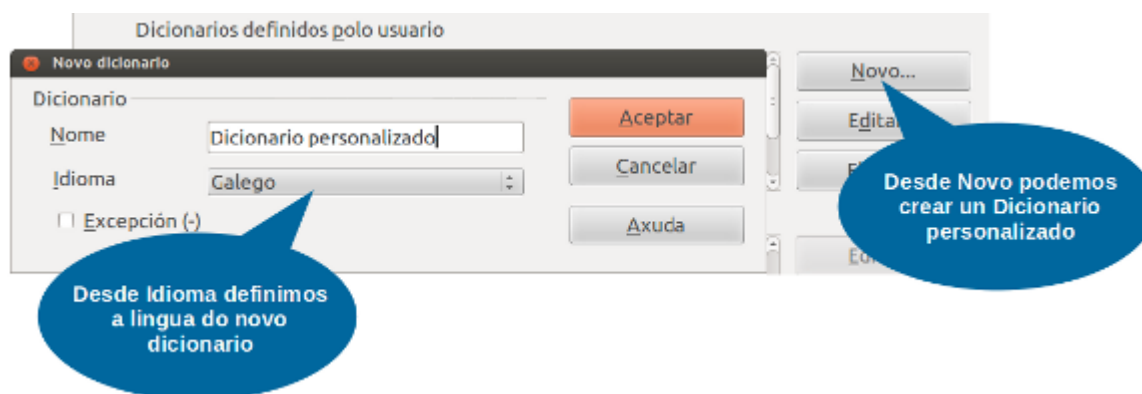 Dicionarios definidos polo usuario
Novo dicionario
Dicionario
Nome
Dicionario personalizado
Idioma
Galego
Excepción (-)
Aceptar
Cancelar
Axuda
Novo...
Desde Novo podemos
crear un Dicionario
personalizado
Desde Idioma definimos
a lingua do novo
dicionario